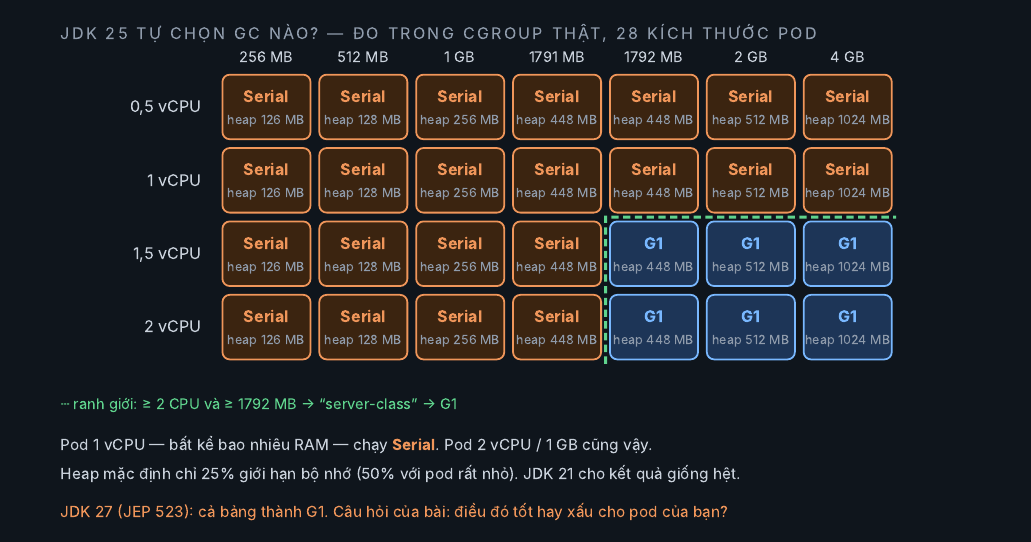 JDK 25 TỰ CHỌN GC NÀO? — ĐO TRONG CGROUP THẬT, 28 KÍCH THƯỚC POD
256 MB 512 MB 1 GB 1791 MB 1792 MB 2 GB 4 GB
0,5 vCPU Serial Serial Serial Serial Serial Serial Serial
heap 126 MB heap 128 MB heap 256 MB heap 448 MB heap 448 MB heap 512 MB heap 1024 MB
1 vCPU Serial Serial Serial Serial Serial Serial Serial
heap 126 MB heap 128 MB heap 256 MB heap 448 MB heap 448 MB heap 512 MB heap 1024 MB
1,5 vCPU Serial Serial Serial Serial G1 G1 G1
heap 126 MB heap 128 MB heap 256 MB heap 448 MB heap 448 MB heap 512 MB heap 1024 MB
2 vCPU Serial Serial Serial Serial G1 G1 G1
heap 126 MB heap 128 MB heap 256 MB heap 448 MB heap 448 MB heap 512 MB heap 1024 MB
┄ ranh giới: ≥ 2 CPU và ≥ 1792 MB → “server-class” → G1
Pod 1 vCPU — bất kể bao nhiêu RAM — chạy Serial. Pod 2 vCPU / 1 GB cũng vậy.
Heap mặc định chỉ 25% giới hạn bộ nhớ (50% với pod rất nhỏ). JDK 21 cho kết quả giống hệt.
JDK 27 (JEP 523): cả bảng thành G1. Câu hỏi của bài: điều đó tốt hay xấu cho pod của bạn?